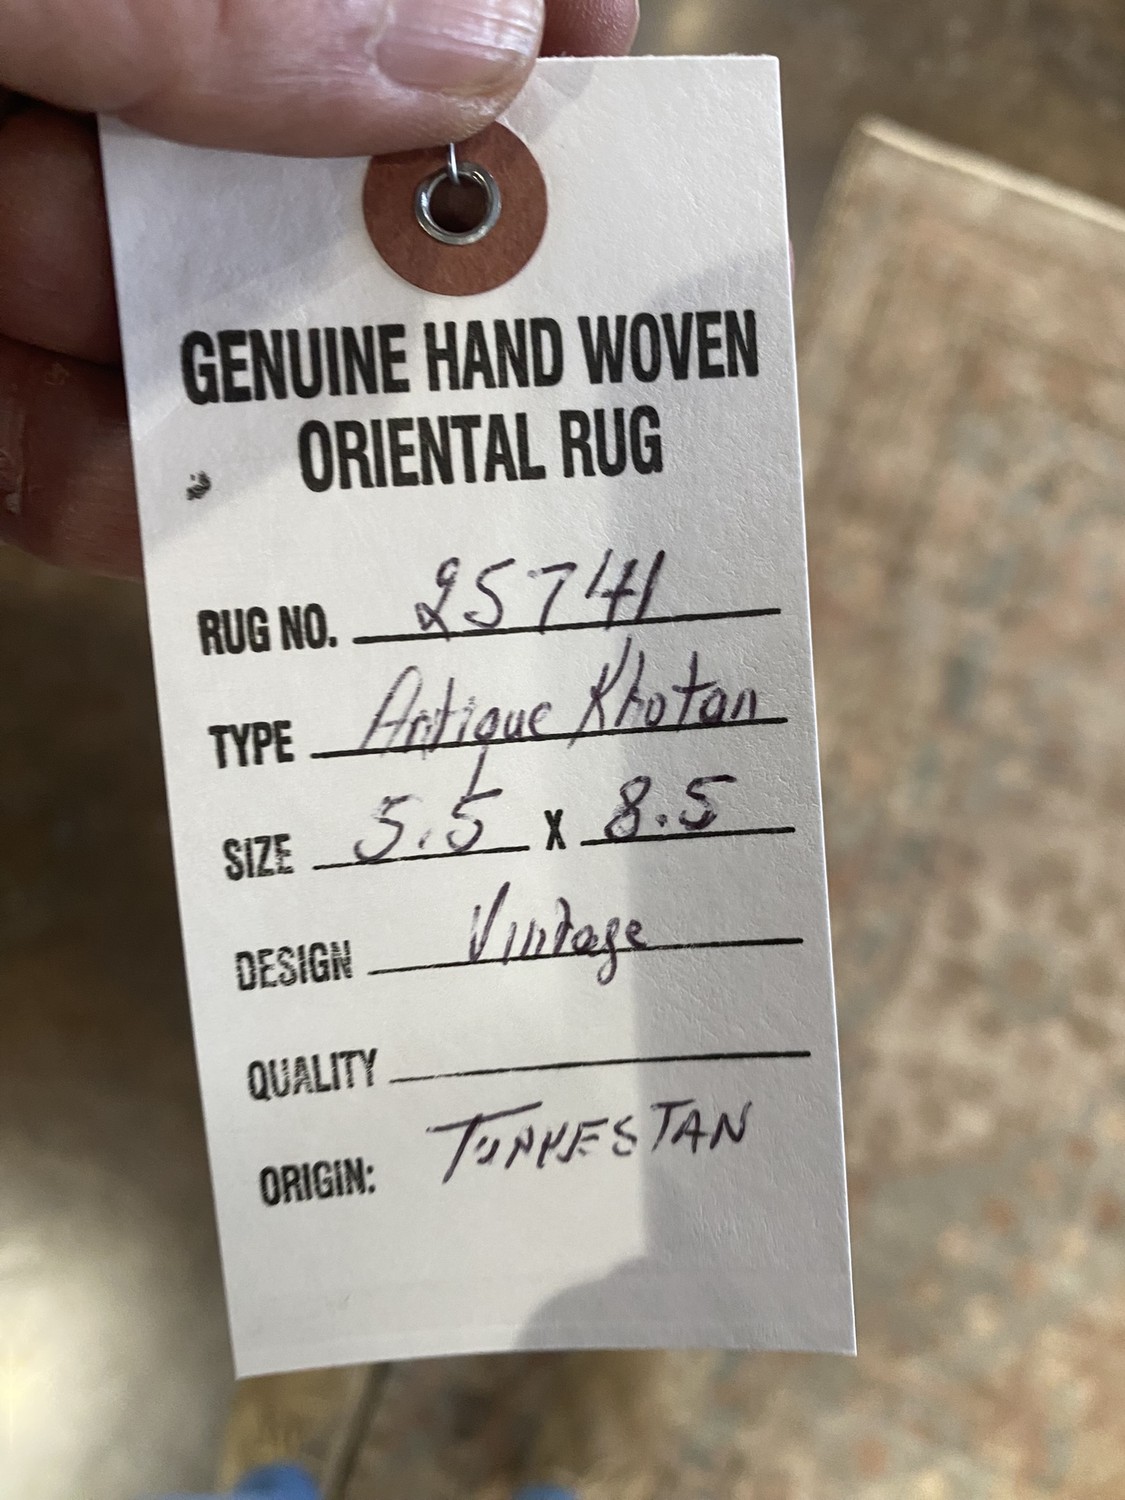 GENUINE HAND WOVEN
ORIENTAL RUG
RUG NO. 25741
TYPE Antique Khotan
SIZE 5.5 X 8.5
DESIGN Vintage
QUALITY
ORIGIN: TURKESTAN